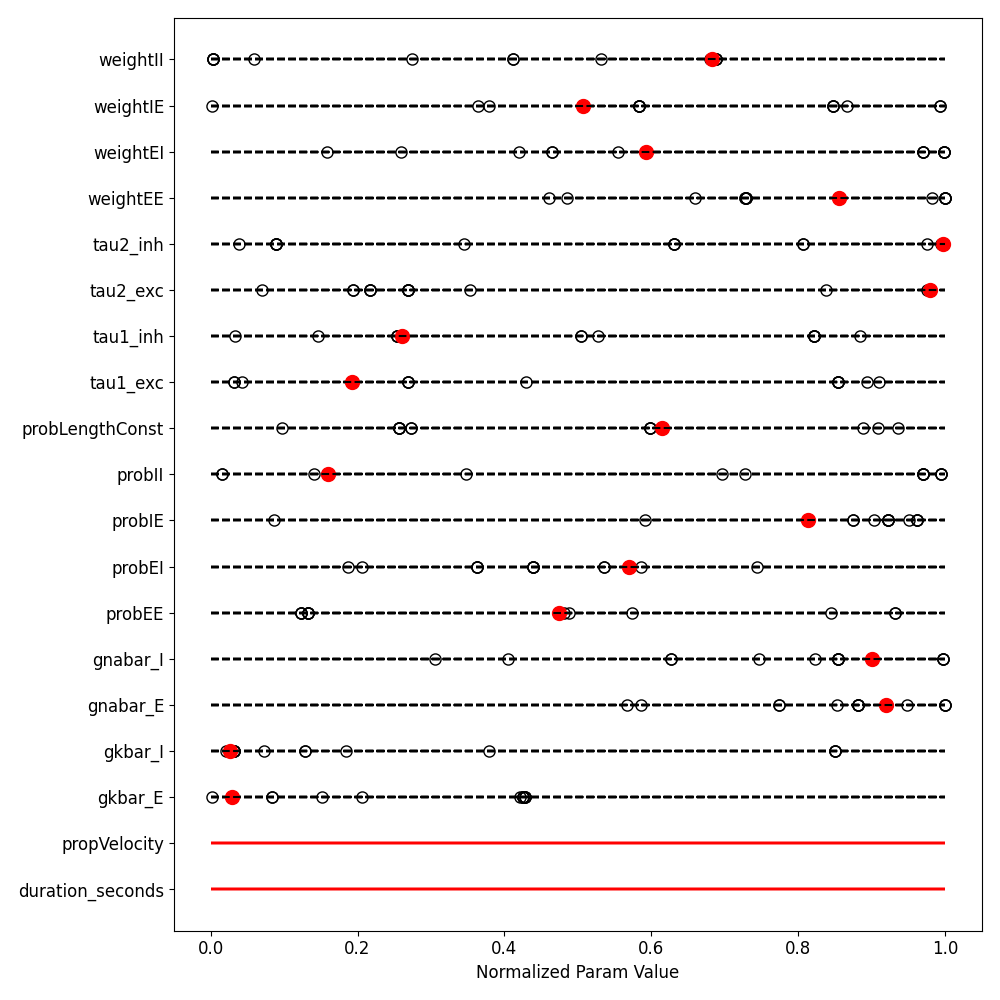 weightII
weightIE
weightEI
weightEE
tau2_inh
tau2_exc
tau1_inh
tau1_exc
probLengthConst
probII
probIE
probEI
probEE
gnabar_I
gnabar_E
gkbar_I
gkbar_E
propVelocity
duration_seconds
0.0 0.2 0.4 0.6 0.8 1.0
Normalized Param Value